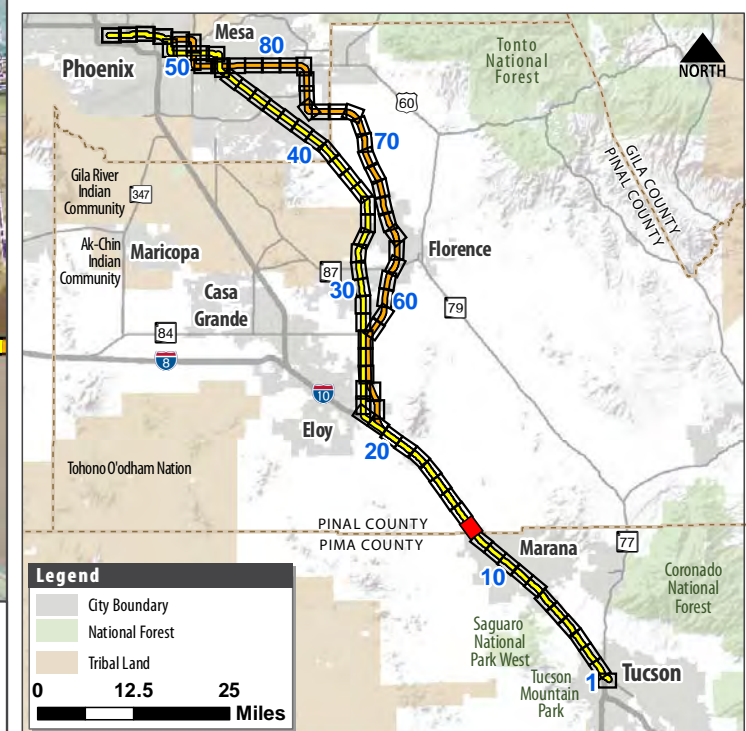 Mesa
80
Phoenix
50
Tonto
National
Forest
NORTH
60
70
40
GILA COUNTY
PINAL COUNTY
Gila River
Indian
Community
347
Ak-Chin
Indian
Community
Maricopa
Florence
87
30
Casa
Grande
60
79
84
8
10
Eloy
20
Tohono O'odham Nation
PINAL COUNTY
PIMA COUNTY
Marana
77
10
Coronado
National
Forest
Saguaro
National
Park West
Tucson
Mountain
Park
1
Tucson
Legend
City Boundary
National Forest
Tribal Land
0 12.5 25
Miles